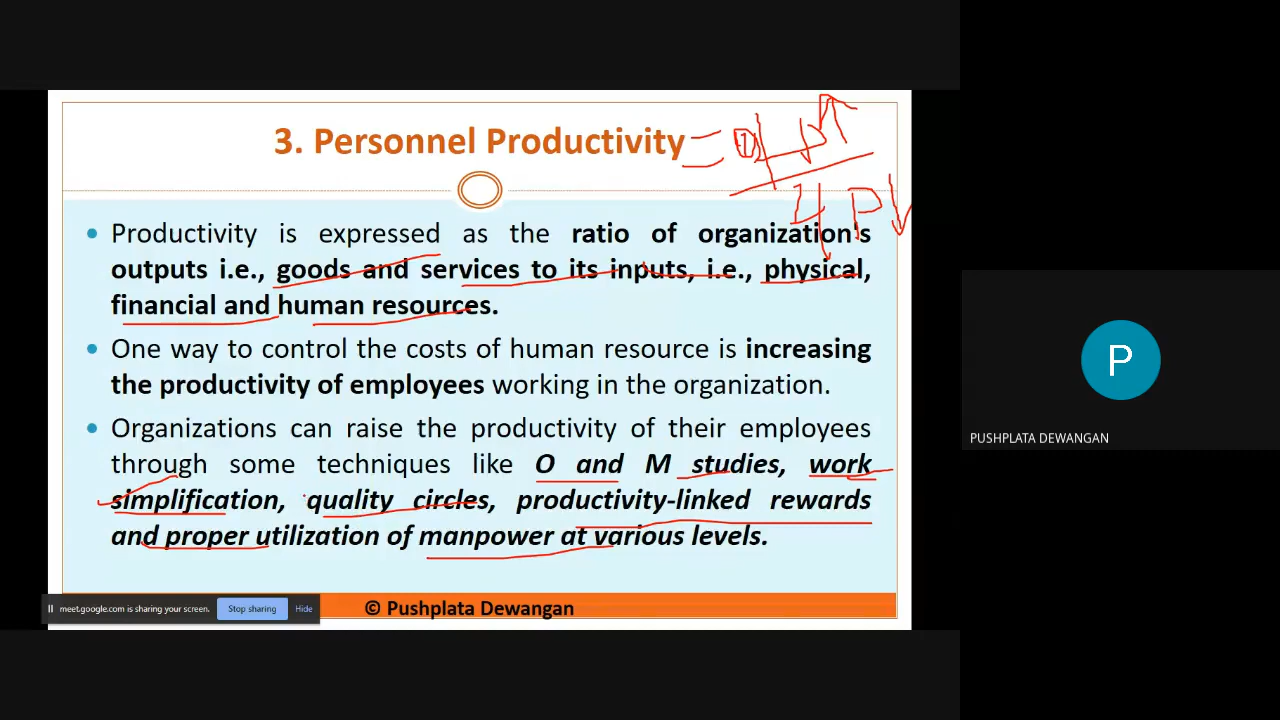 3. Personnel Productivity
Productivity is expressed as the ratio of organization's
outputs i.e., goods and services to its inputs, i.e., physical,
financial and human resources.
One way to control the costs of human resource is increasing
the productivity of employees working in the organization.
Organizations can raise the productivity of their employees
through some techniques like O and M studies, work
simplification, quality circles, productivity-linked rewards
and proper utilization of manpower at various levels.
meet.google.com is sharing your screen.
Stop sharing
Hide
© Pushplata Dewangan
P
PUSHPLATA DEWANGAN